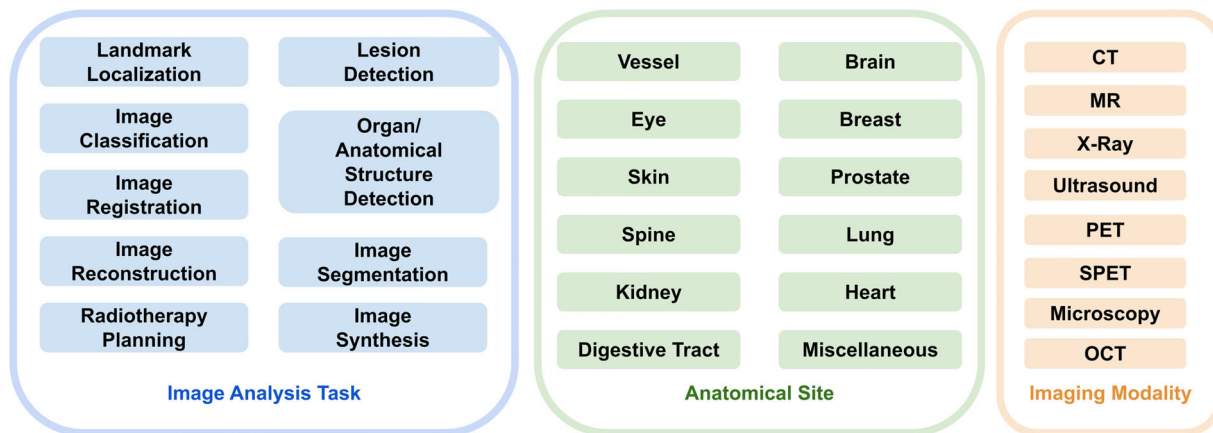 Landmark
Localization
Lesion
Detection
Image
Classification
Organ/
Anatomical
Structure
Detection
Image
Registration
Image
Reconstruction
Image
Segmentation
Radiotherapy
Planning
Image
Synthesis
Image Analysis Task
Vessel
Brain
Eye
Breast
Skin
Prostate
Spine
Lung
Kidney
Heart
Digestive Tract
Miscellaneous
Anatomical Site
CT
MR
X-Ray
Ultrasound
PET
SPET
Microscopy
OCT
Imaging Modality